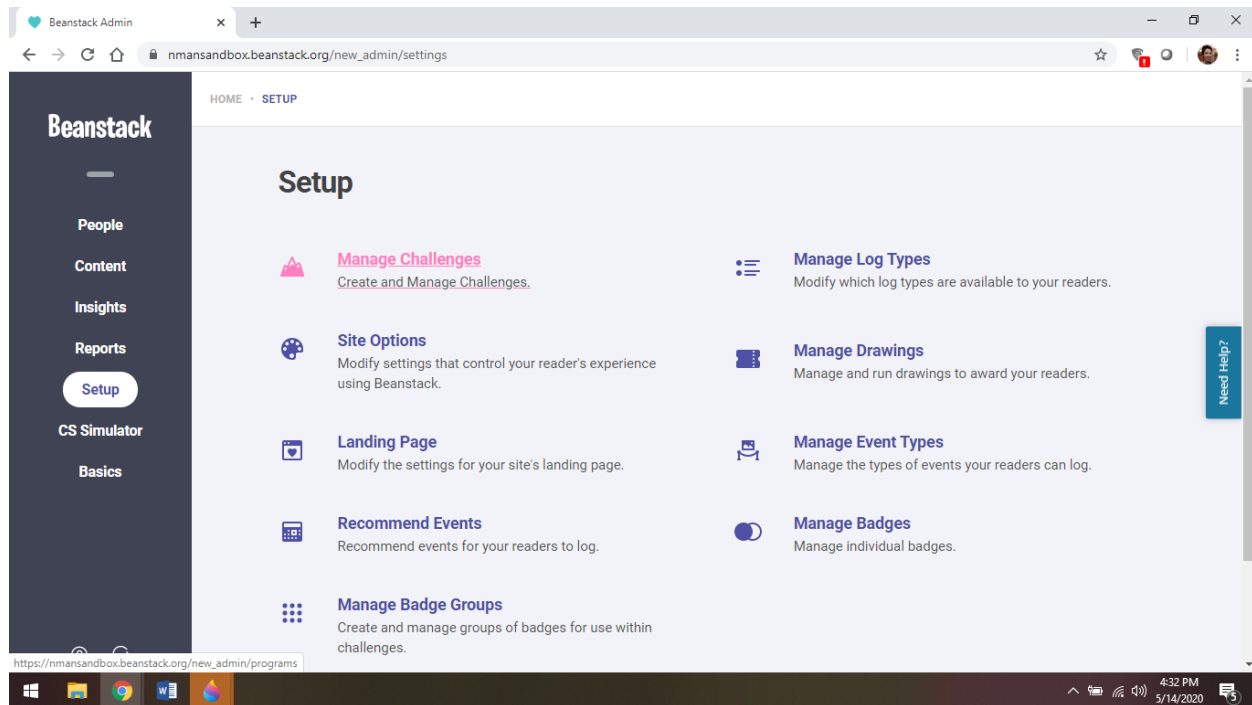 Beanstack Admin
nmansandbox.beanstack.org/new_admin/settings
HOME • SETUP
Beanstack
People
Content
Insights
Reports
Setup
CS Simulator
Basics
Setup
Manage Challenges
Create and Manage Challenges.
Manage Log Types
Modify which log types are available to your readers.
Site Options
Modify settings that control your reader's experience
using Beanstack.
Manage Drawings
Manage and run drawings to award your readers.
Landing Page
Modify the settings for your site's landing page.
Manage Event Types
Manage the types of events your readers can log.
Recommend Events
Recommend events for your readers to log.
Manage Badges
Manage individual badges.
Manage Badge Groups
Create and manage groups of badges for use within
challenges.
Need Help?
https://nmansandbox.beanstack.org/new_admin/programs
4:32 PM
5/14/2020
5